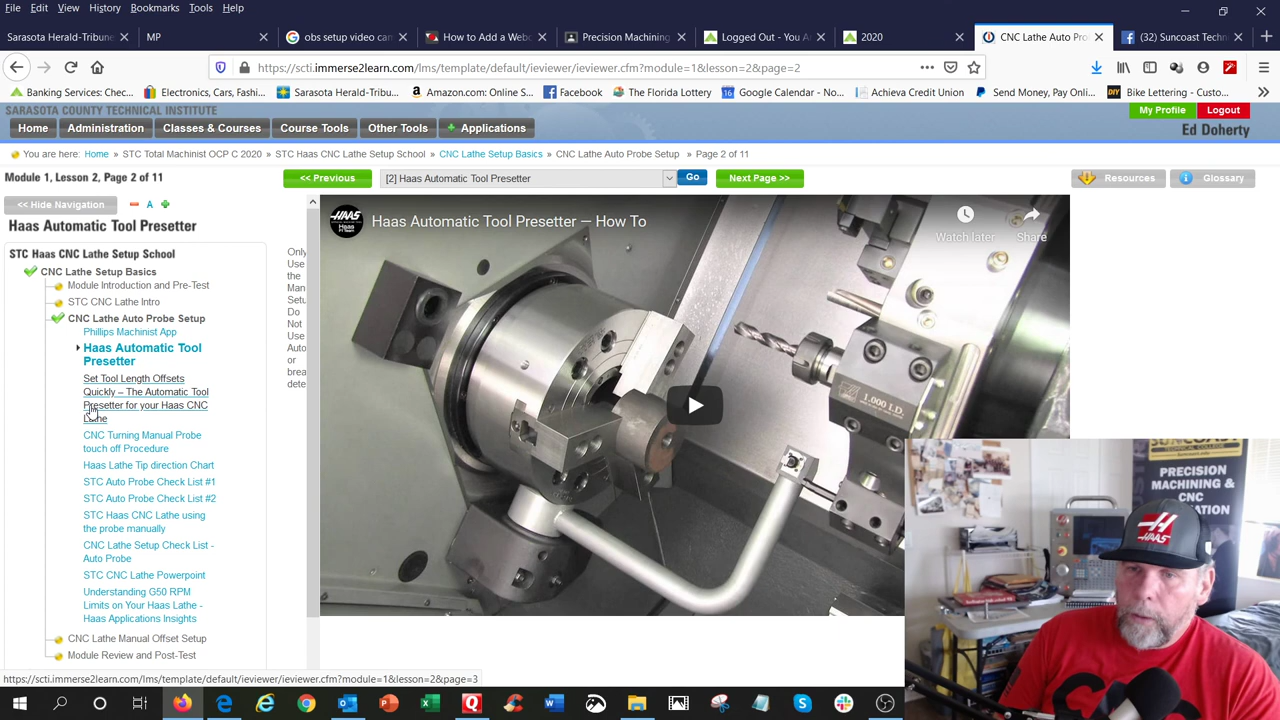 File Edit View History Bookmarks Tools Help
Sarasota Herald-Tribune
MP
obs setup video can
How to Add a Webc
Precision Machining
Logged Out - You A
2020
CNC Lathe Auto Pro
(32) Suncoast Techn
https://scti.immerse2learn.com/lms/template/default/ieviewer/ieviewer.cfm?module=1&lesson=2&page=2
Banking Services: Chec...
Electronics, Cars, Fashi...
Sarasota Herald-Tribu...
Amazon.com: Online S...
Facebook
The Florida Lottery
Google Calendar - No...
Achieva Credit Union
Send Money, Pay Onli...
Bike Lettering - Custo...
SARASOTA COUNTY TECHNICAL INSTITUTE
My Profile
Logout
Home
Administration
Classes & Courses
Course Tools
Other Tools
Applications
Ed Doherty
You are here: Home » STC Total Machinist OCP C 2020 » STC Haas CNC Lathe Setup School » CNC Lathe Setup Basics » CNC Lathe Auto Probe Setup » Page 2 of 11
Module 1, Lesson 2, Page 2 of 11
<< Previous
[2] Haas Automatic Tool Presetter
Go
Next Page >>
Resources
Glossary
<< Hide Navigation
A
Haas Automatic Tool Presetter
STC Haas CNC Lathe Setup School
CNC Lathe Setup Basics
Module Introduction and Pre-Test
STC CNC Lathe Intro
CNC Lathe Auto Probe Setup
Phillips Machinist App
Haas Automatic Tool
Presetter
Set Tool Length Offsets
Quickly – The Automatic Tool
Presetter for your Haas CNC
Lathe
CNC Turning Manual Probe
touch off Procedure
Haas Lathe Tip direction Chart
STC Auto Probe Check List #1
STC Auto Probe Check List #2
STC Haas CNC Lathe using
the probe manually
CNC Lathe Setup Check List -
Auto Probe
STC CNC Lathe Powerpoint
Understanding G50 RPM
Limits on Your Haas Lathe -
Haas Applications Insights
CNC Lathe Manual Offset Setup
Module Review and Post-Test
Only
Use
the
Man
Setu
Do
Not
Use
Auto
or
brea
dete
HAAS
Haas Automatic Tool Presetter — How To
Watch later
Share
1.000 I.D.
SUNCOAST
TECHNICAL COLLEGE
PRECISION
MACHINING &
CNC
HAAS
https://scti.immerse2learn.com/lms/template/default/ieviewer/ieviewer.cfm?module=1&lesson=2&page=3